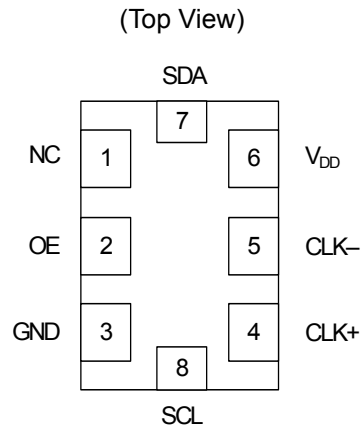 (Top View)
SDA
7
NC 1 6 VDD
OE 2 5 CLK–
GND 3 4 CLK+
8
SCL